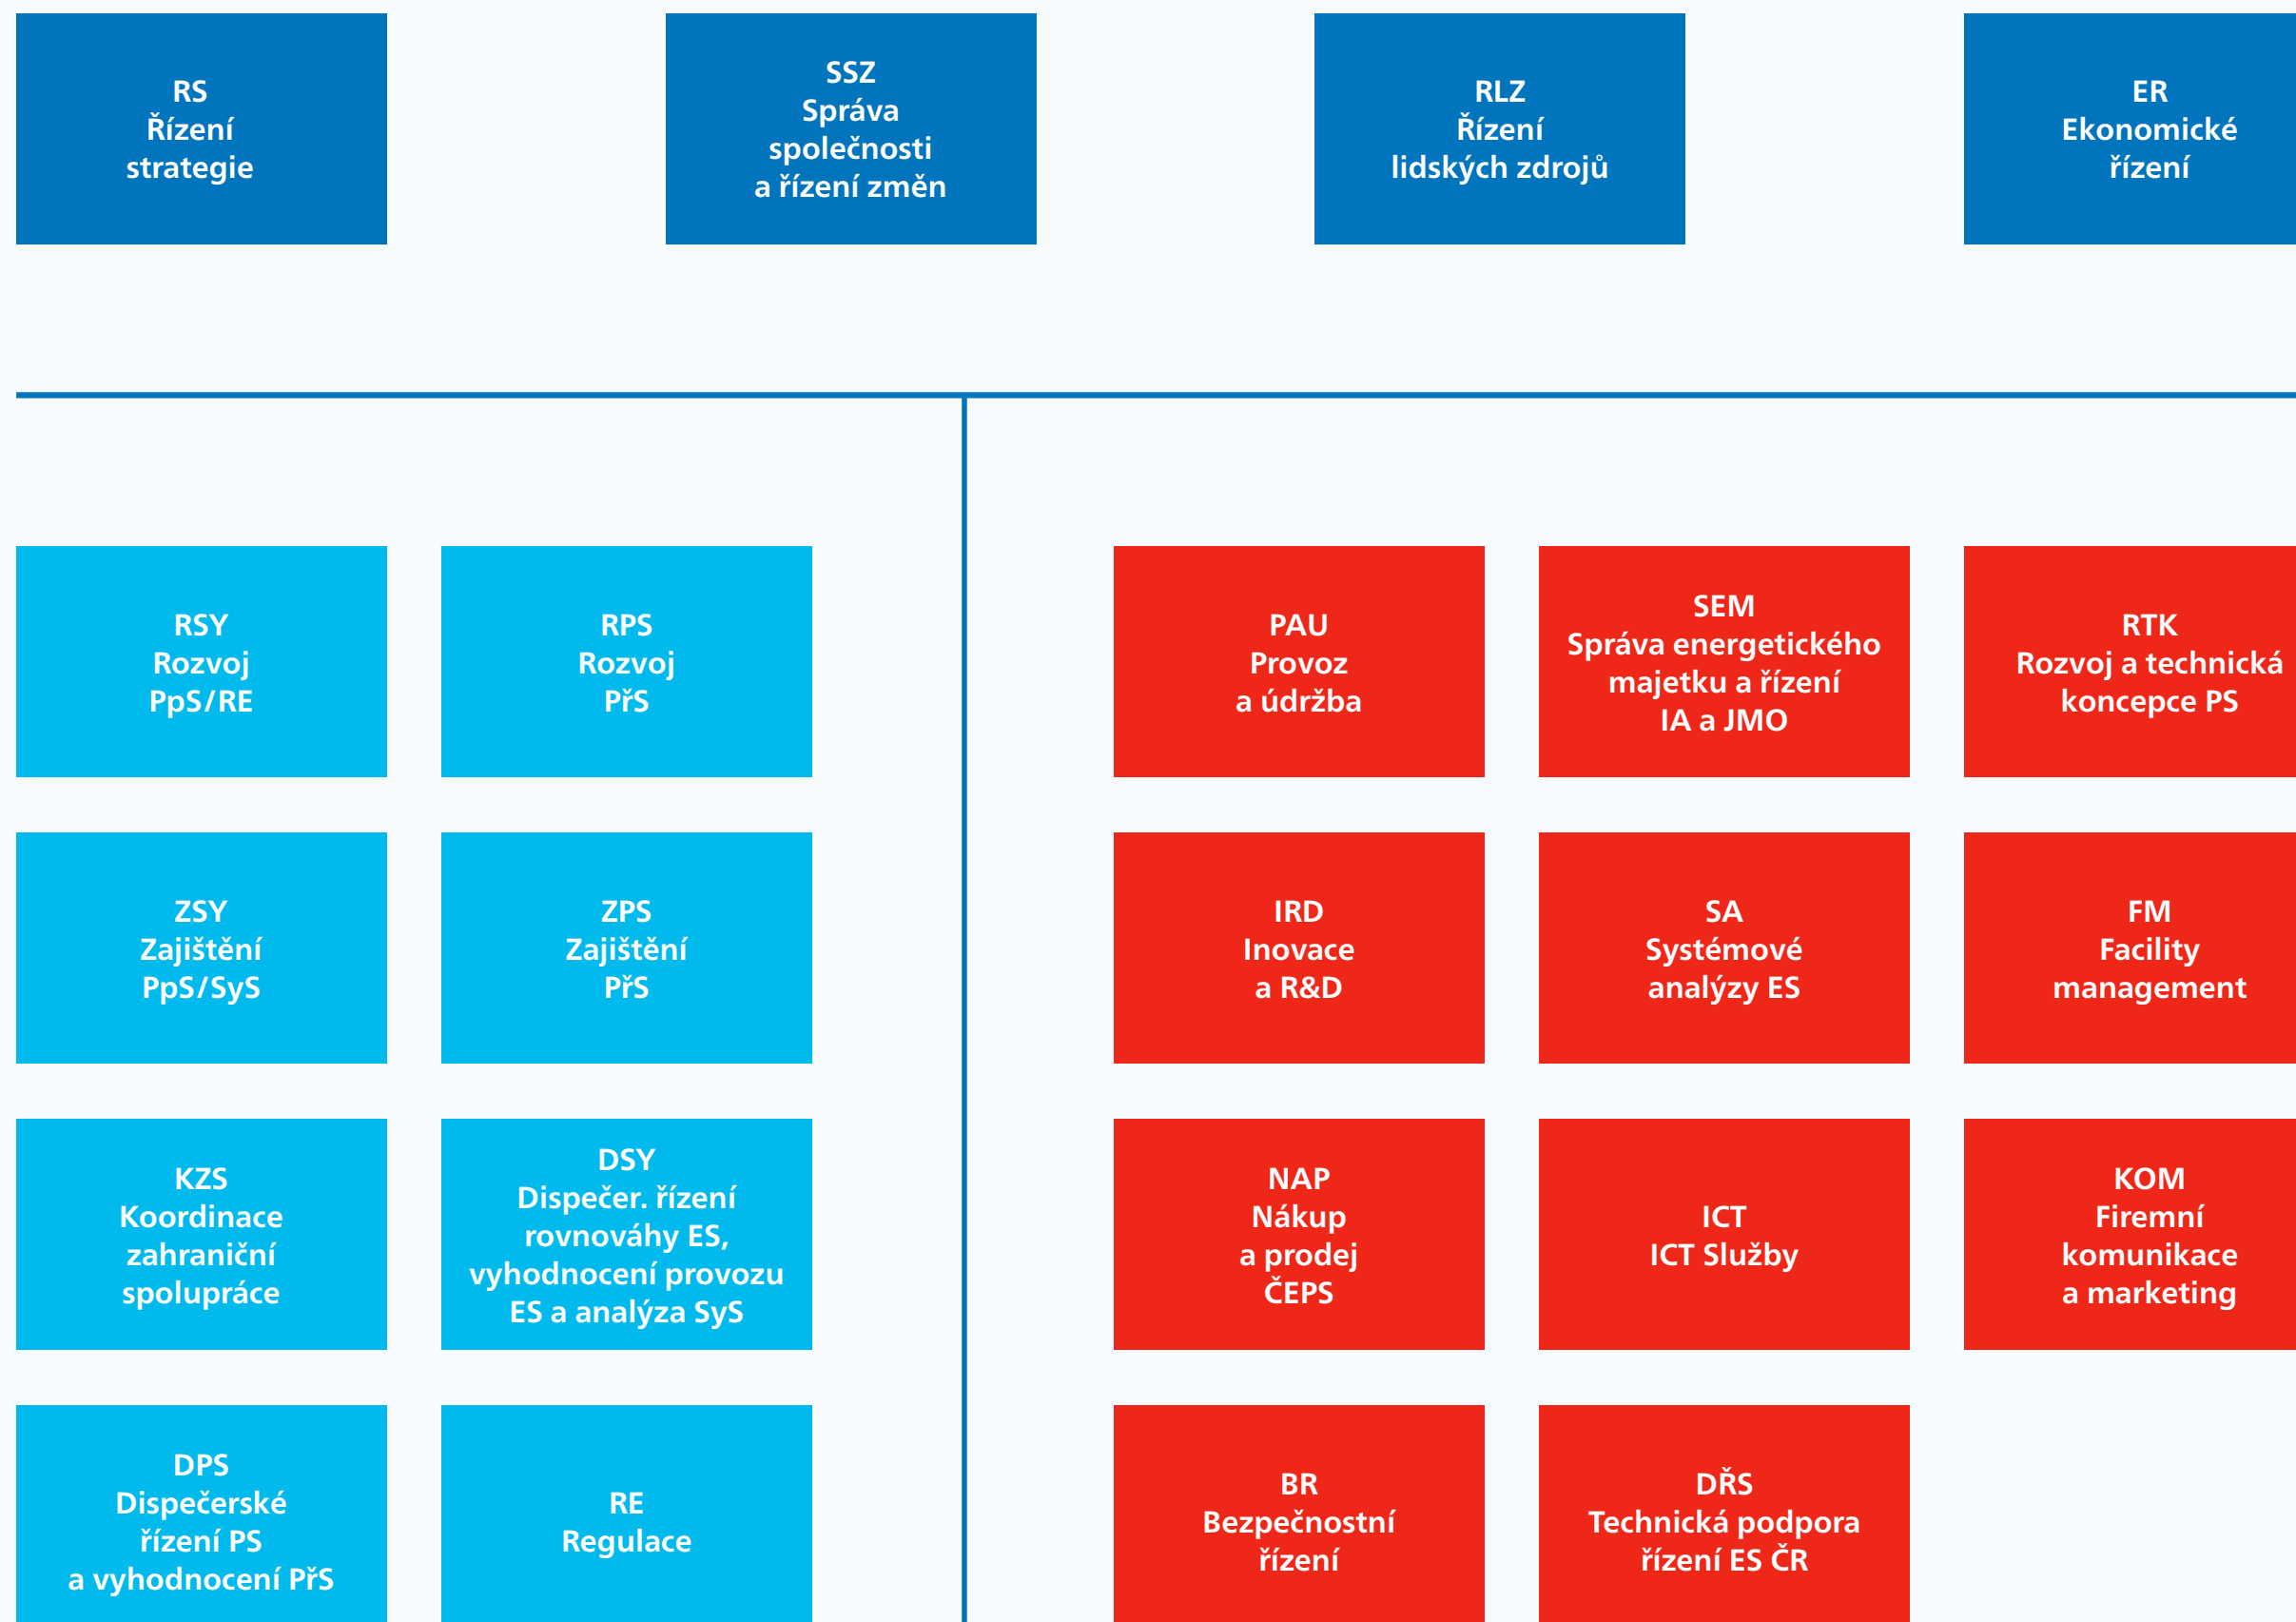 RS
Řízení
strategie
SSZ
Správa
společnosti
a řízení změn
RLZ
Řízení
lidských zdrojů
ER
Ekonomické
řízení
RSY
Rozvoj
PpS/RE
RPS
Rozvoj
PřS
PAU
Provoz
a údržba
SEM
Správa energetického
majetku a řízení
IA a JMO
RTK
Rozvoj a technická
koncepce PS
ZSY
Zajištění
PpS/SyS
ZPS
Zajištění
PřS
IRD
Inovace
a R&D
SA
Systémové
analýzy ES
FM
Facility
management
KZS
Koordinace
zahraniční
spolupráce
DSY
Dispečer. řízení
rovnováhy ES,
vyhodnocení provozu
ES a analýza SyS
NAP
Nákup
a prodej
ČEPS
ICT
ICT Služby
KOM
Firemní
komunikace
a marketing
DPS
Dispečerské
řízení PS
a vyhodnocení PřS
RE
Regulace
BR
Bezpečnostní
řízení
DŘS
Technická podpora
řízení ES ČR